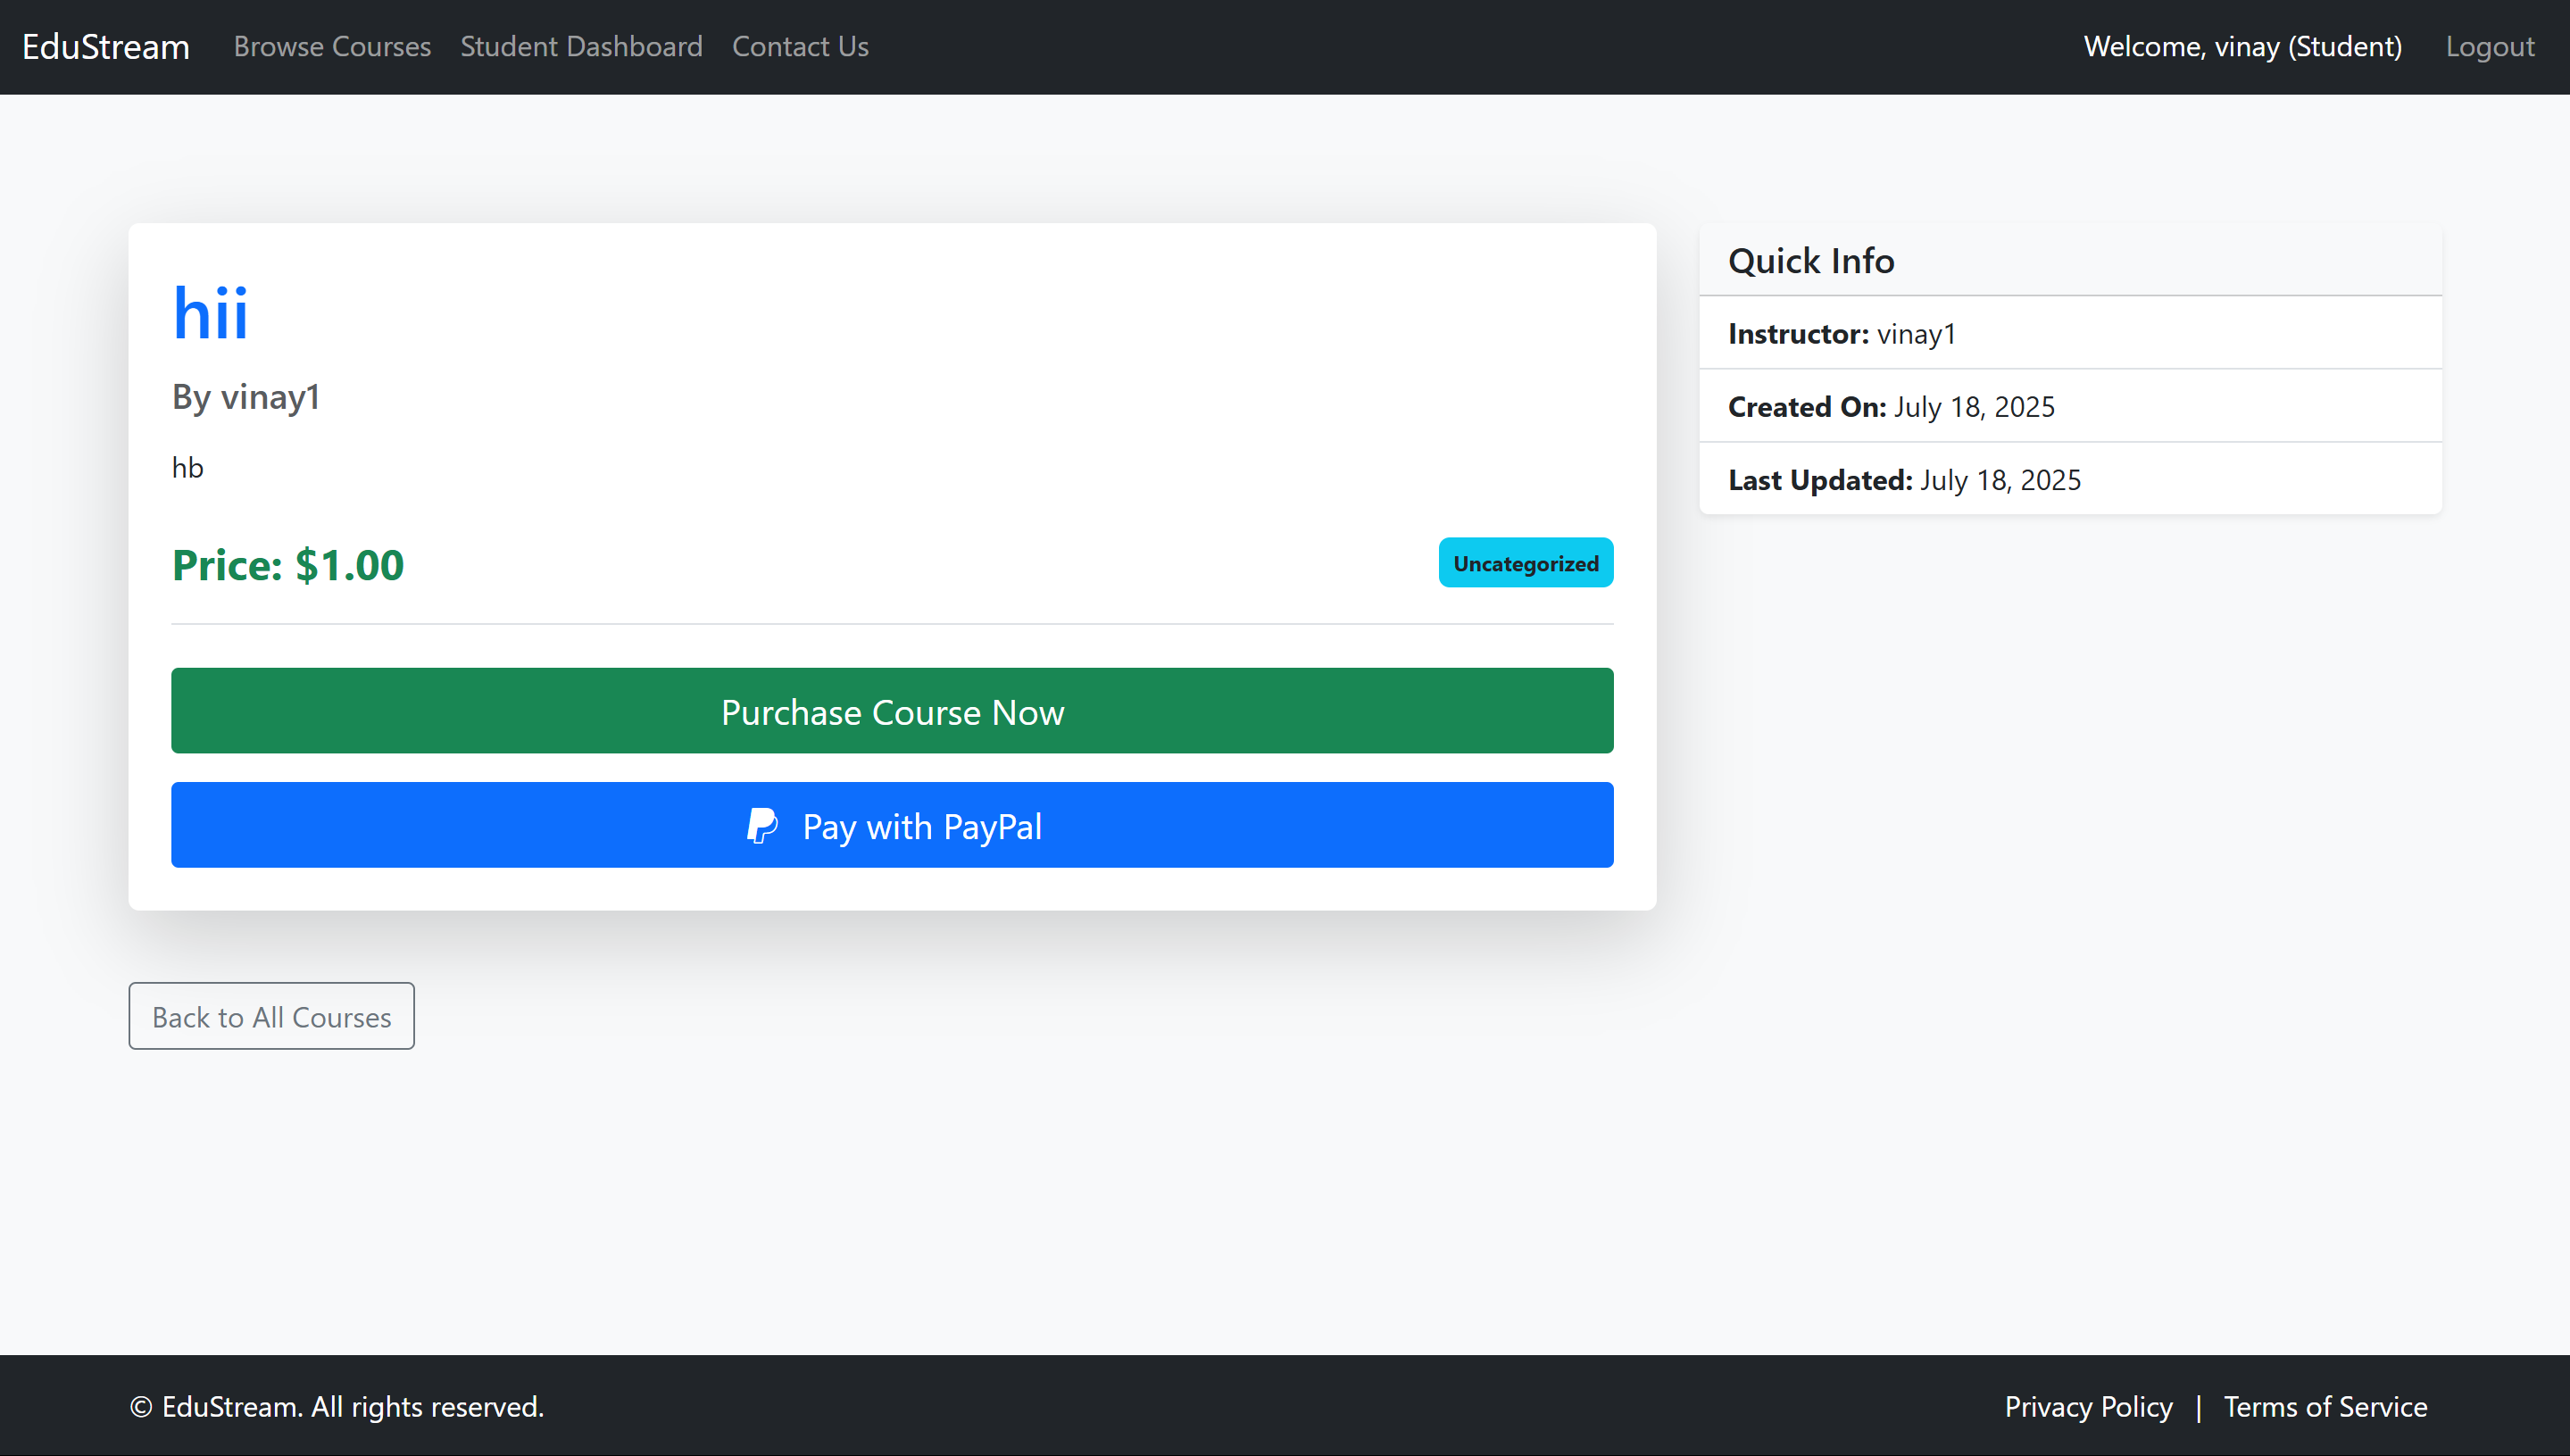 EduStream Browse Courses Student Dashboard Contact Us Welcome, vinay (Student) Logout
hii
By vinay1
hb
Price: $1.00 Uncategorized
Purchase Course Now
Pay with PayPal
Back to All Courses
Quick Info
Instructor: vinay1
Created On: July 18, 2025
Last Updated: July 18, 2025
© EduStream. All rights reserved. Privacy Policy | Terms of Service